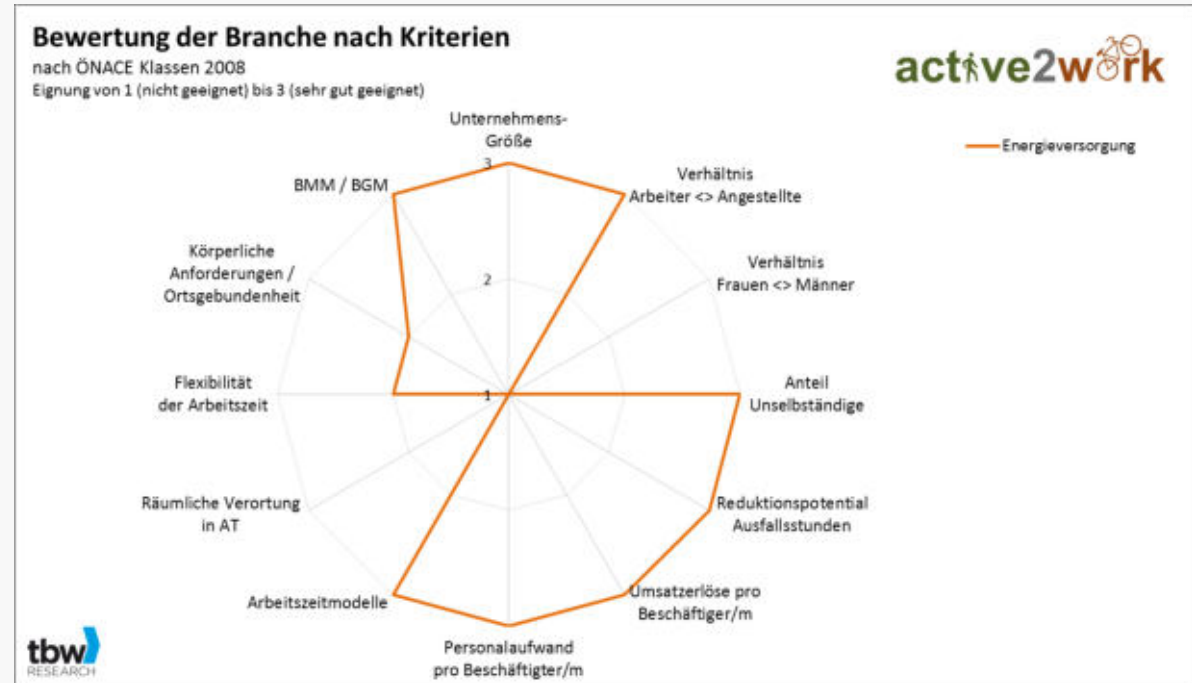 Bewertung der Branche nach Kriterien
nach ÖNACE Klassen 2008
Eignung von 1 (nicht geeignet) bis 3 (sehr gut geeignet)
active2work
Energieversorgung
Unternehmens-
Größe
3
2
1
Verhältnis
Arbeiter <> Angestellte
Verhältnis
Frauen <> Männer
Anteil
Unselbständige
Reduktionspotential
Ausfallsstunden
Umsatzerlöse pro
Beschäftiger/m
Personalaufwand
pro Beschäftigter/m
Arbeitszeitmodelle
Räumliche Verortung
in AT
Flexibilität
der Arbeitszeit
Körperliche
Anforderungen /
Ortsgebundenheit
BMM / BGM
tbw
RESEARCH